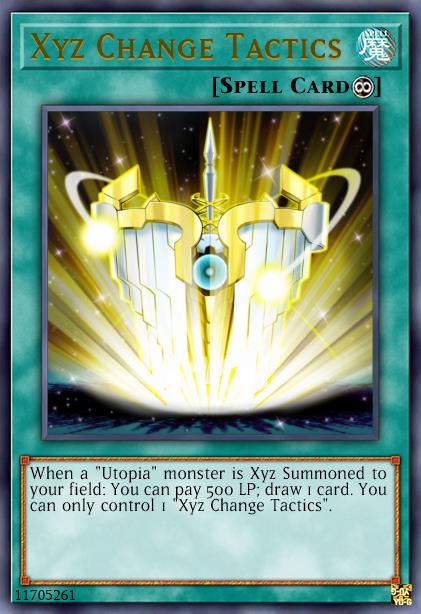 Xyz Change Tactics
SPELL
魔
[Spell Card]
When a "Utopia" monster is Xyz Summoned to
your field: You can pay 500 LP; draw 1 card. You
can only control 1 "Xyz Change Tactics".
11705261